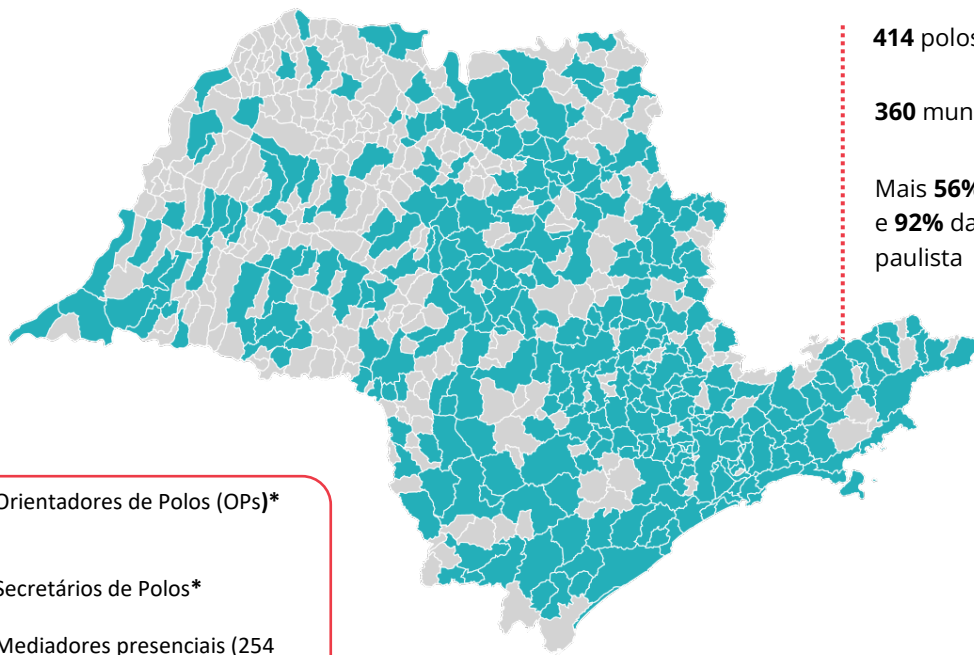 414 polos
360 mun
Mais 56%
e 92% da
paulista
Orientadores de Polos (OPs)*
Secretários de Polos*
Mediadores presenciais (254